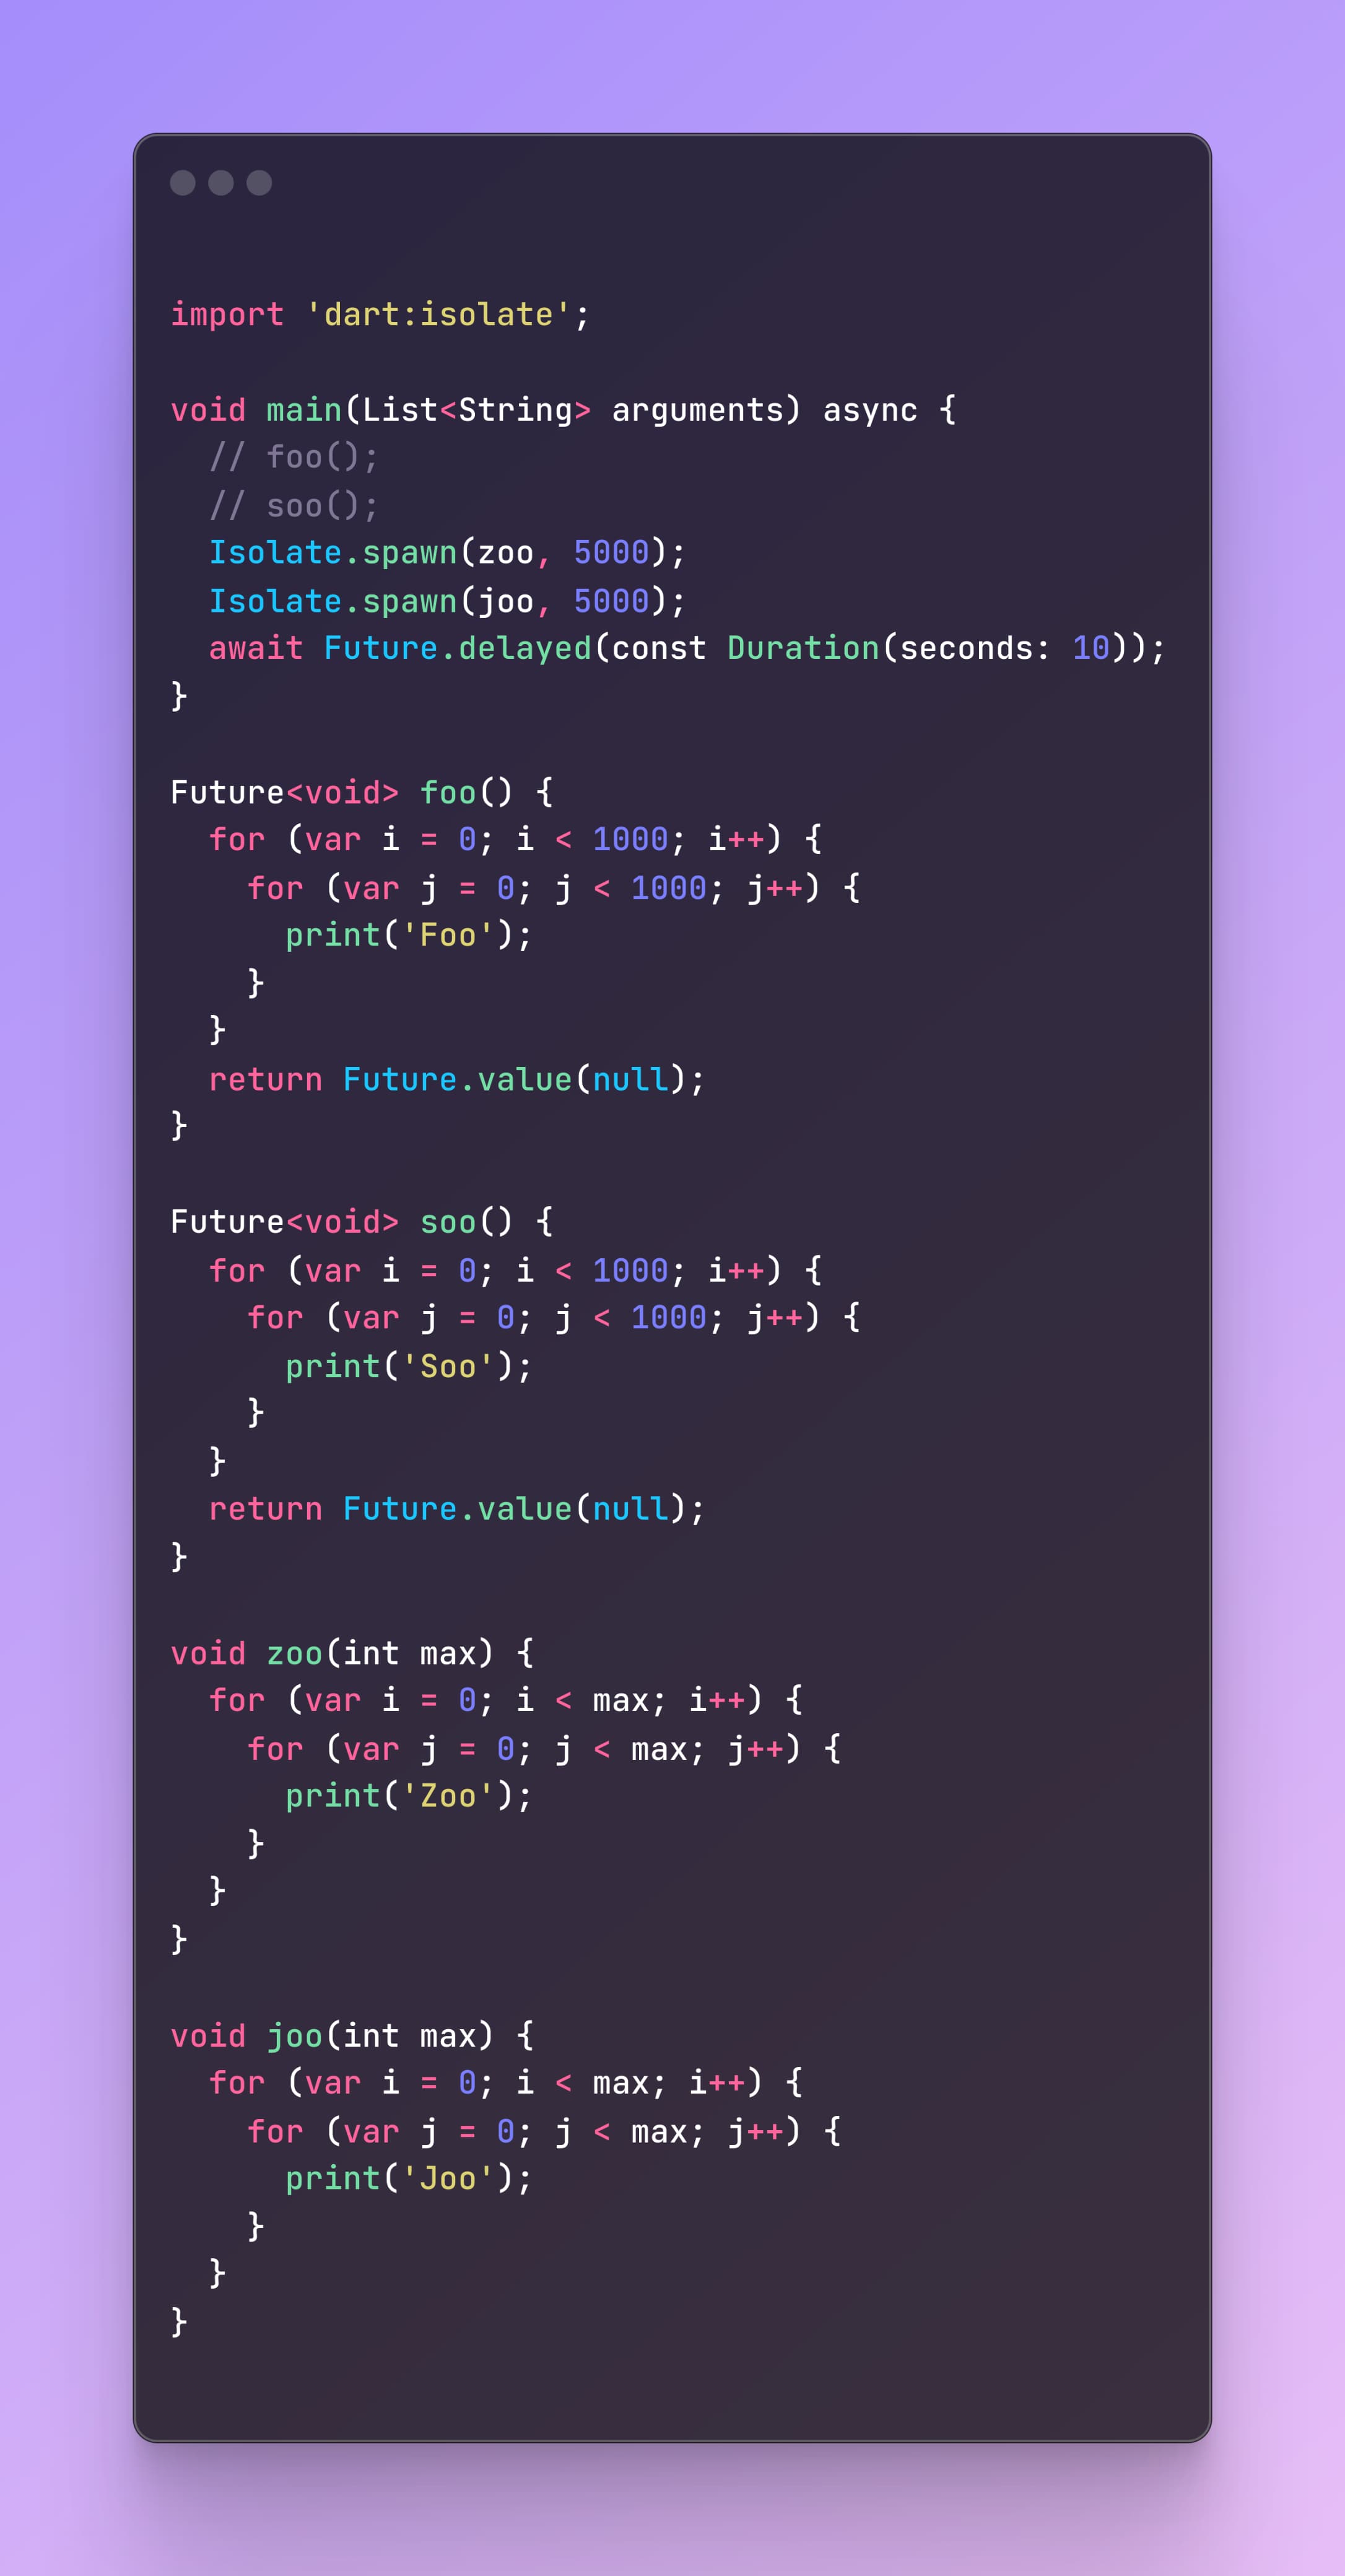 import 'dart:isolate';

void main(List<String> arguments) async {
  // foo();
  // soo();
  Isolate.spawn(zoo, 5000);
  Isolate.spawn(joo, 5000);
  await Future.delayed(const Duration(seconds: 10));
}

Future<void> foo() {
  for (var i = 0; i < 1000; i++) {
    for (var j = 0; j < 1000; j++) {
      print('Foo');
    }
  }
  return Future.value(null);
}

Future<void> soo() {
  for (var i = 0; i < 1000; i++) {
    for (var j = 0; j < 1000; j++) {
      print('Soo');
    }
  }
  return Future.value(null);
}

void zoo(int max) {
  for (var i = 0; i < max; i++) {
    for (var j = 0; j < max; j++) {
      print('Zoo');
    }
  }
}

void joo(int max) {
  for (var i = 0; i < max; i++) {
    for (var j = 0; j < max; j++) {
      print('Joo');
    }
  }
}